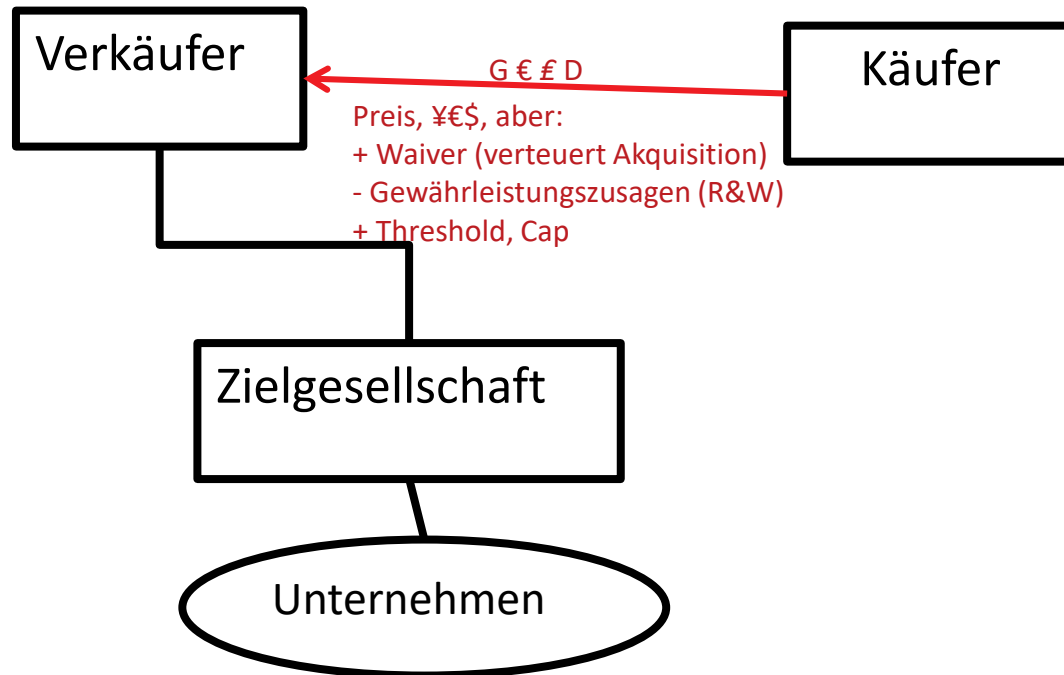 Verkäufer
Käufer
G € ₤ D
Preis, ¥€$, aber:
+ Waiver (verteuert Akquisition)
- Gewährleistungszusagen (R&W)
+ Threshold, Cap
Zielgesellschaft
Unternehmen